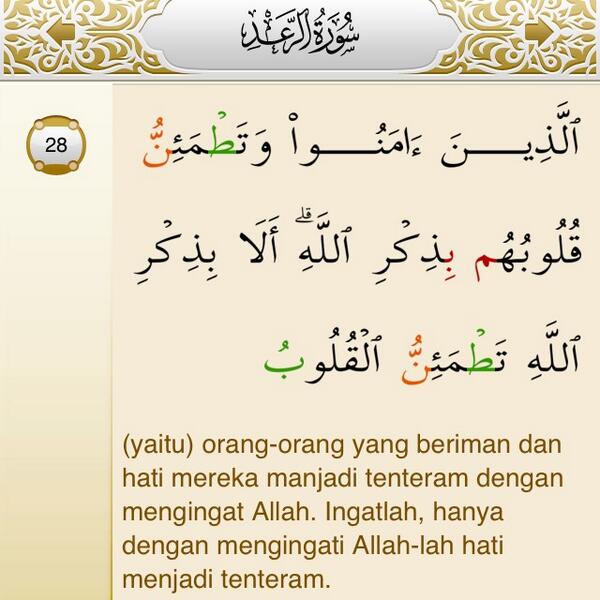 سُورَةُ الرَّعْدِ
28
ٱلَّذِينَ ءَامَنُوا۟ وَتَطْمَئِنُّ
قُلُوبُهُم بِذِكْرِ ٱللَّهِ ۗ أَلَا بِذِكْرِ
ٱللَّهِ تَطْمَئِنُّ ٱلْقُلُوبُ
(yaitu) orang-orang yang beriman dan
hati mereka manjadi tenteram dengan
mengingat Allah. Ingatlah, hanya
dengan mengingati Allah-lah hati
menjadi tenteram.